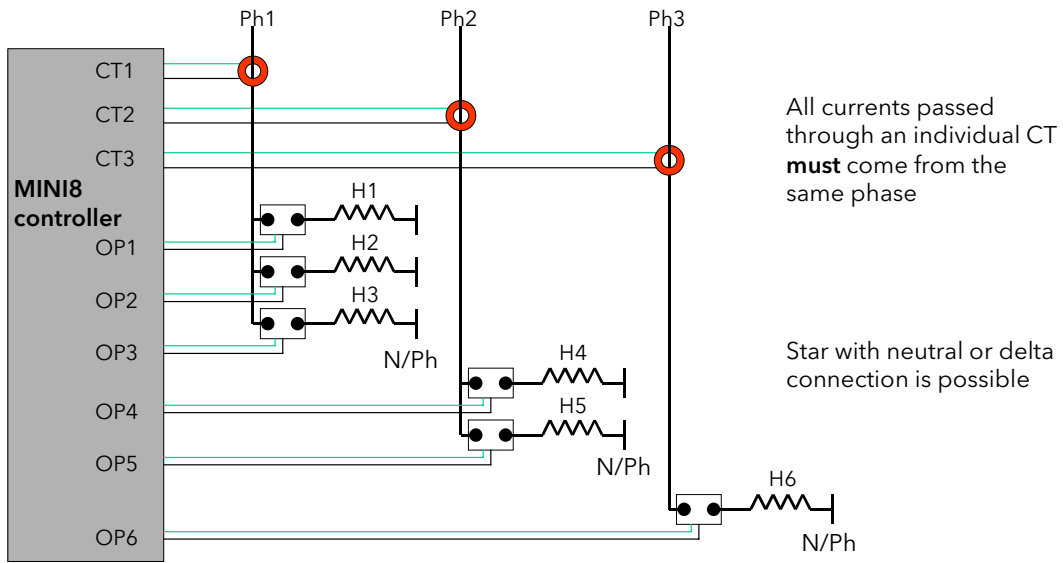 Ph1
Ph2
Ph3
CT1
CT2
CT3
All currents passed
through an individual CT
must come from the
same phase
MINI8
controller
H1
OP1
H2
OP2
H3
OP3
N/Ph
Star with neutral or delta
connection is possible
H4
OP4
H5
OP5
N/Ph
H6
OP6
N/Ph